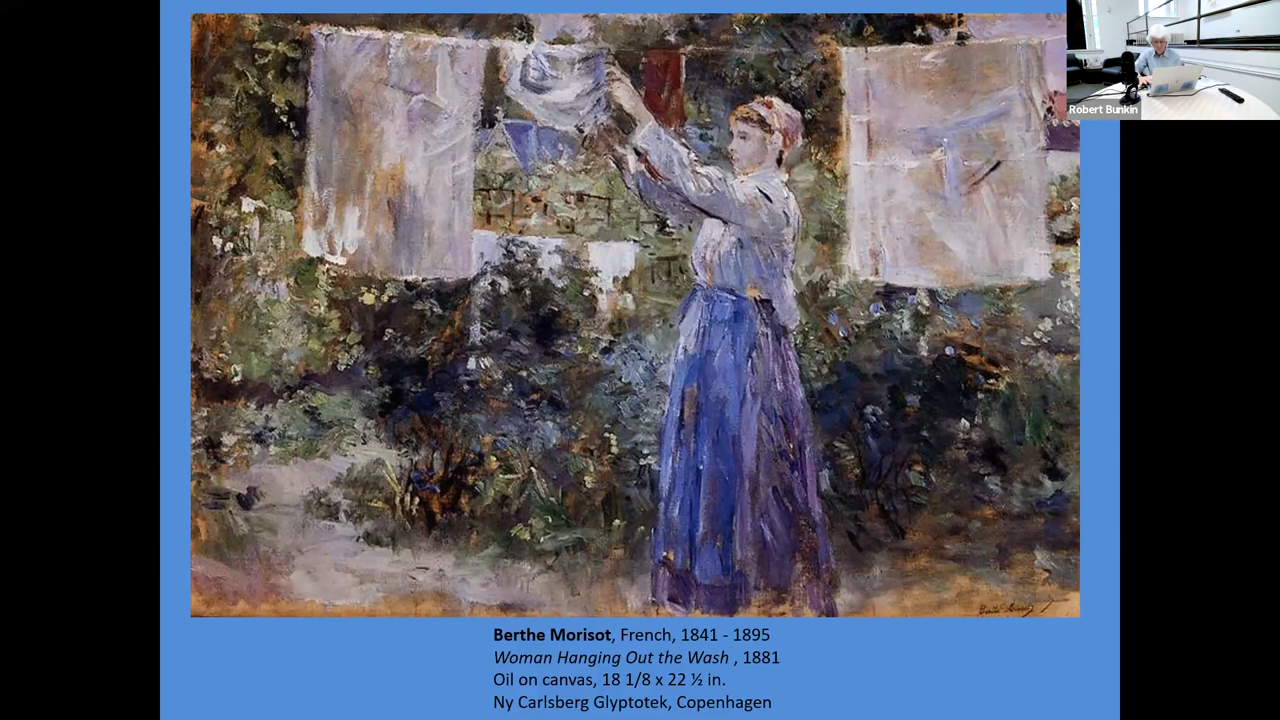 Robert Bunkin
Berthe Morisot, French, 1841 - 1895
Woman Hanging Out the Wash , 1881
Oil on canvas, 18 1/8 x 22 ½ in.
Ny Carlsberg Glyptotek, Copenhagen